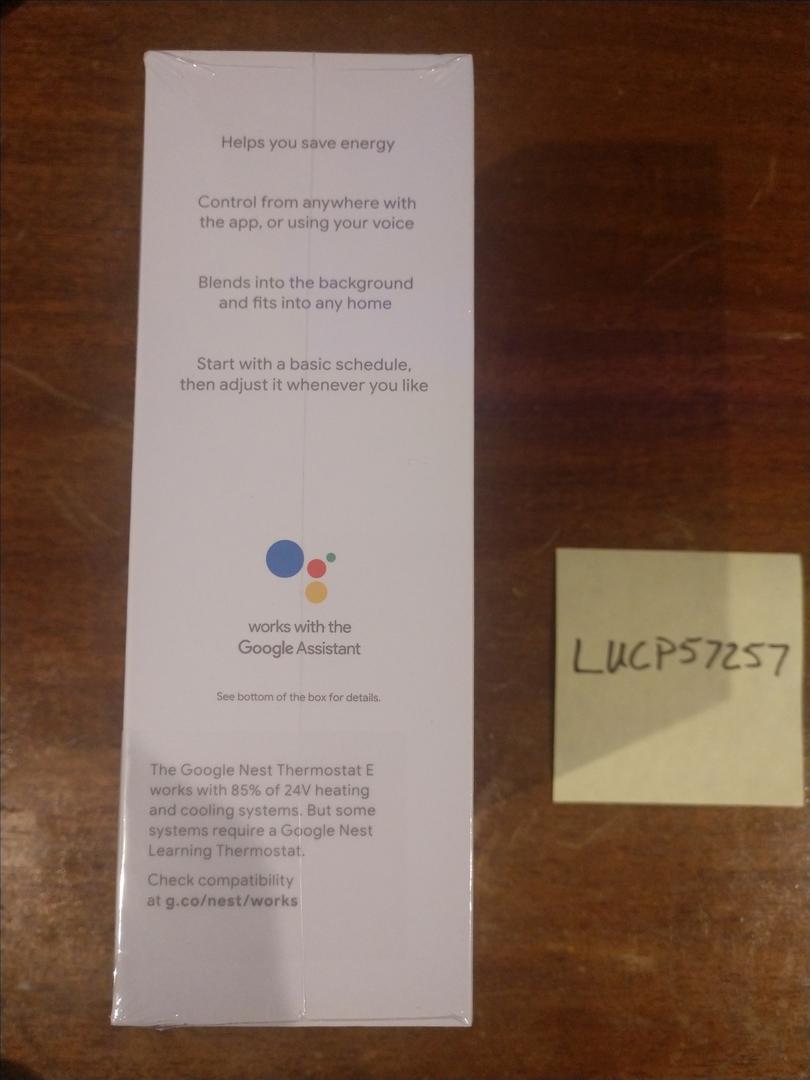 Helps you save energy
Control from anywhere with
the app, or using your voice
Blends into the background
and fits into any home
Start with a basic schedule,
then adjust it whenever you like
works with the
Google Assistant
See bottom of the box for details.
The Google Nest Thermostat E
works with 85% of 24V heating
and cooling systems. But some
systems require a Google Nest
Learning Thermostat.
Check compatibility
at g.co/nest/works
LUCP57257